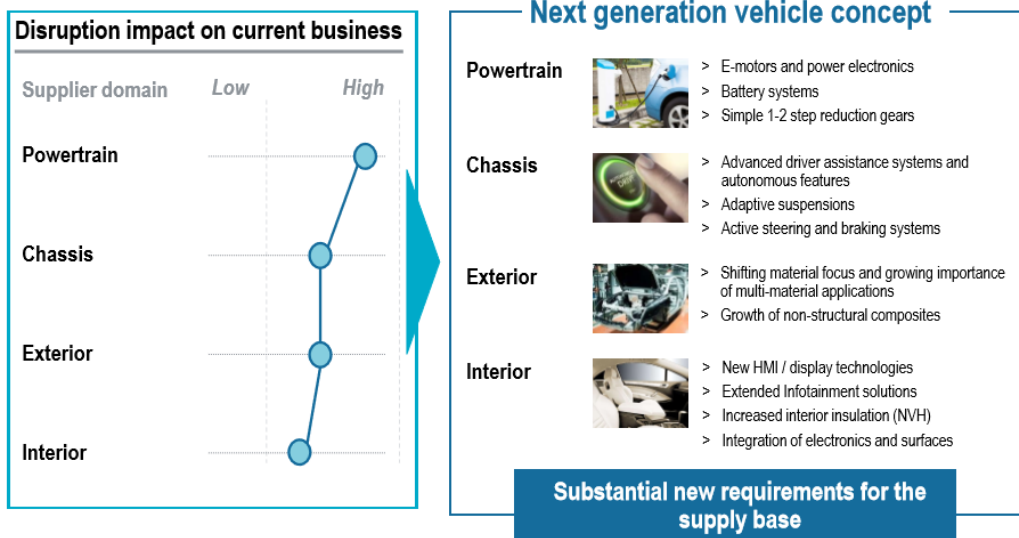 Disruption impact on current business
Supplier domain Low High
Powertrain
Chassis
Exterior
Interior
Next generation vehicle concept
Powertrain
> E-motors and power electronics
> Battery systems
> Simple 1-2 step reduction gears
Chassis
> Advanced driver assistance systems and
autonomous features
> Adaptive suspensions
> Active steering and braking systems
Exterior
> Shifting material focus and growing importance
of multi-material applications
> Growth of non-structural composites
Interior
> New HMI / display technologies
> Extended Infotainment solutions
> Increased interior insulation (NVH)
> Integration of electronics and surfaces
Substantial new requirements for the
supply base